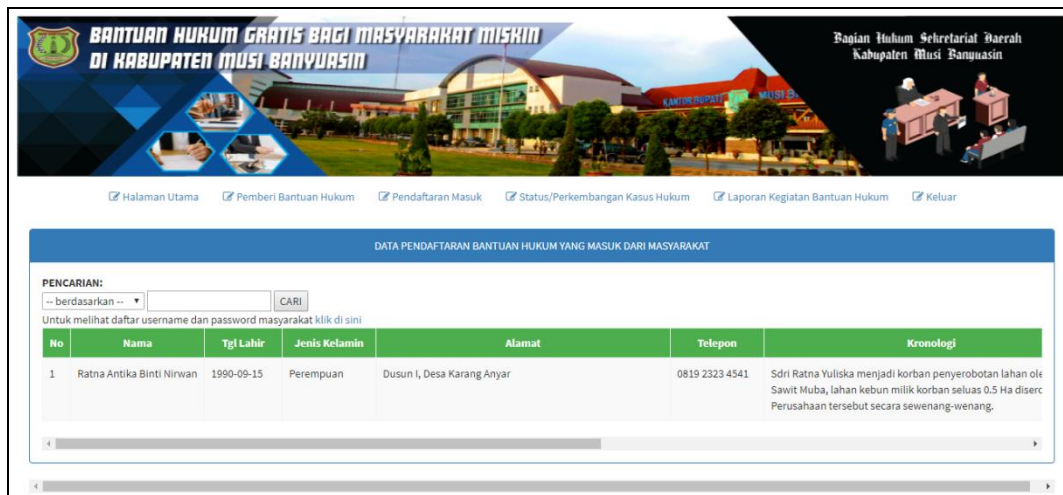 BANTUAN HUKUM GRATIS BAGI MASYARAKAT MISKIN
DI KABUPATEN MUSI BANYUASIN
Bagian Hukum Sekretariat Daerah
Kabupaten Musi Banyuasin
KANTOR BUPATI MUSI B
Halaman Utama Pemberi Bantuan Hukum Pendaftaran Masuk Status/Perkembangan Kasus Hukum Laporan Kegiatan Bantuan Hukum Keluar
DATA PENDAFTARAN BANTUAN HUKUM YANG MASUK DARI MASYARAKAT
PENCARIAN:
-- berdasarkan -- CARI
Untuk melihat daftar username dan password masyarakat klik di sini
No Nama Tgl Lahir Jenis Kelamin Alamat Telepon Kronologi
1 Ratna Antika Binti Nirwan 1990-09-15 Perempuan Dusun I, Desa Karang Anyar 0819 2323 4541 Sdri Ratna Yuliska menjadi korban penyerobotan lahan ole
Sawit Muba, lahan kebun milik korban seluas 0.5 Ha diserc
Perusahaan tersebut secara sewenang-wenang.